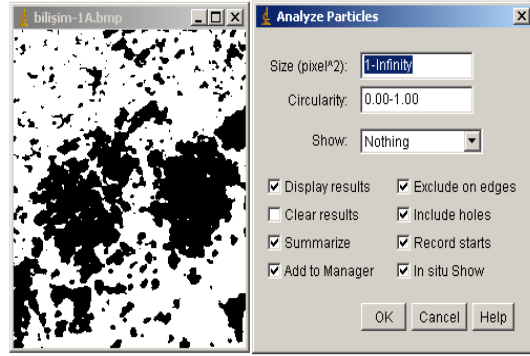 bilişim-1A.bmp
Analyze Particles
Size (pixel^2): 1-Infinity
Circularity: 0.00-1.00
Show: Nothing
Display results Exclude on edges
Clear results Include holes
Summarize Record starts
Add to Manager In situ Show
OK Cancel Help